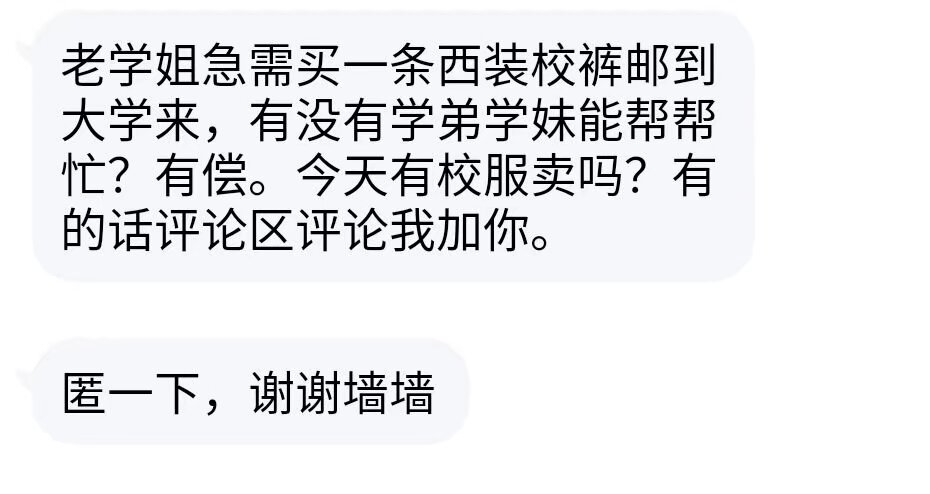 老学姐急需买一条西装校裤邮到
大学来，有没有学弟学妹能帮帮
忙？有偿。今天有校服卖吗？有
的话评论区评论我加你。
匿一下，谢谢墙墙